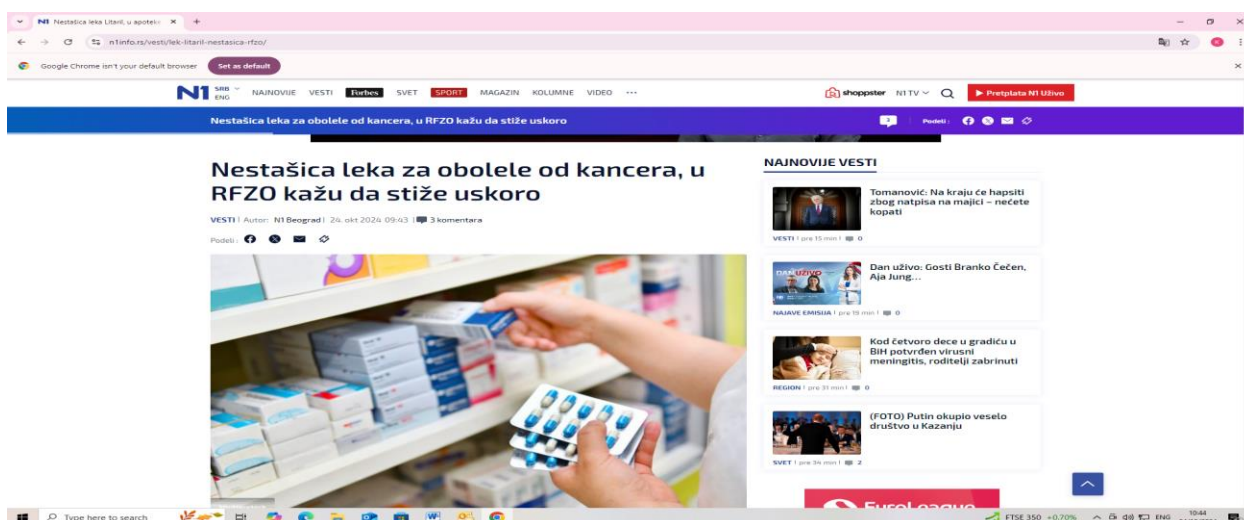 N1 Nestašica leka Litaril, u apoteka
n1info.rs/vesti/lek-litaril-nestasica-rfzo/
Google Chrome isn't your default browser Set as default
N1 SRB ENG NAJNOVIJE VESTI Forbes SVET SPORT MAGAZIN KOLUMNE VIDEO ··· shoppster N1 TV Pretplata N1 Uživo
Nestašica leka za obolele od kancera, u RFZO kažu da stiže uskoro 3 Podeli:
Nestašica leka za obolele od kancera, u
RFZO kažu da stiže uskoro
VESTI | Autor: N1 Beograd | 24. okt 2024 09:43 | 3 komentara
Podeli:
NAJNOVIJE VESTI
Tomanović: Na kraju će hapsiti
zbog natpisa na majici – nećete
kopati
VESTI | pre 15 min | 0
DAN UŽIVO
Dan uživo: Gosti Branko Čečen,
Aja Jung...
NAJAVE EMISIJA | pre 19 min | 0
Kod četvoro dece u gradiću u
BiH potvrđen virusni
meningitis, roditelji zabrinuti
REGION | pre 31 min | 0
(FOTO) Putin okupio veselo
društvo u Kazanju
SVET | pre 34 min | 2
EuroLeague
Type here to search FTSE 350 +0.70% ENG 10:44